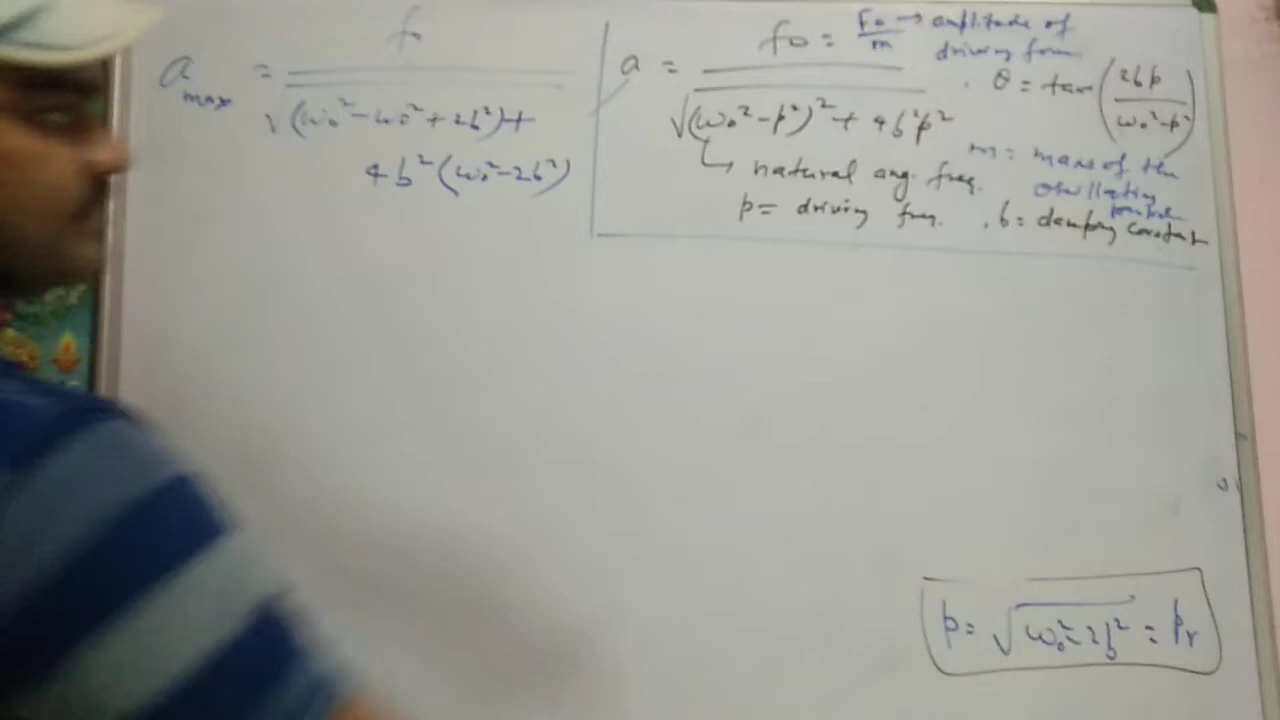 f₀
a_max = ―――
√(ω₀² - ω₀² + 2b²) +
4b² (ω₀² - 2b²)
a = f₀ = F₀/m → amplitude of
driving force
√(ω₀² - p²)² + 4b²p²
θ = tan (2bp / ω₀² - p²)
↳ natural ang. freq.
p = driving freq.
m = mass of the
oscillating
b = damping constant
p = √ω₀² - 2b² = pᵣ